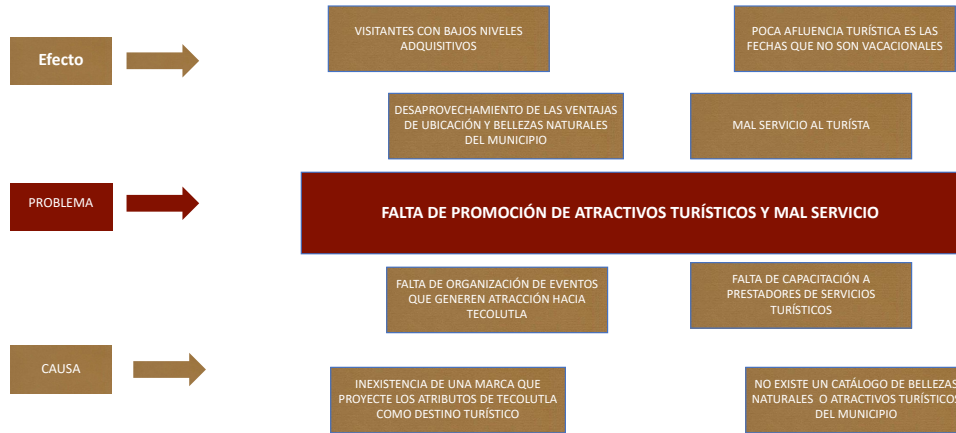 VISITANTES CON BAJOS NIVELES
ADQUISITIVOS
POCA AFLUENCIA TURÍSTICA ES LAS
FECHAS QUE NO SON VACACIONALES
Efecto
DESAPROVECHAMIENTO DE LAS VENTAJAS
DE UBICACIÓN Y BELLEZAS NATURALES
DEL MUNICIPIO
MAL SERVICIO AL TURÍSTA
PROBLEMA
FALTA DE PROMOCIÓN DE ATRACTIVOS TURÍSTICOS Y MAL SERVICIO
FALTA DE ORGANIZACIÓN DE EVENTOS
QUE GENEREN ATRACCIÓN HACIA
TECOLUTLA
FALTA DE CAPACITACIÓN A
PRESTADORES DE SERVICIOS
TURÍSTICOS
CAUSA
INEXISTENCIA DE UNA MARCA QUE
PROYECTE LOS ATRIBUTOS DE TECOLUTLA
COMO DESTINO TURÍSTICO
NO EXISTE UN CATÁLOGO DE BELLEZAS
NATURALES O ATRACTIVOS TURÍSTICOS
DEL MUNICIPIO